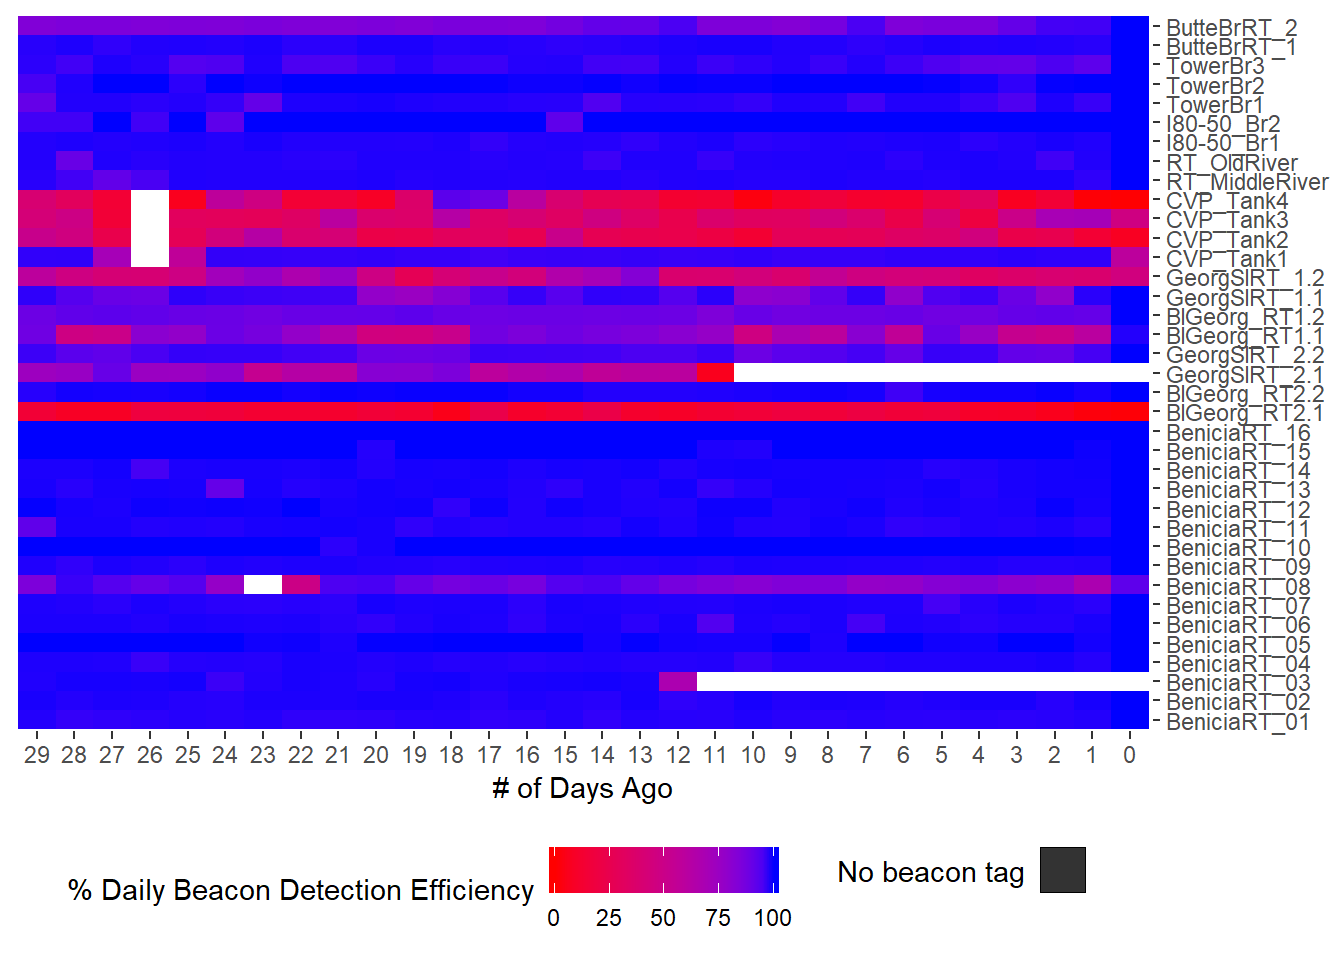 ButteBrRT_2
ButteBrRT_1
TowerBr3
TowerBr2
TowerBr1
I80-50_Br2
I80-50_Br1
RT_OldRiver
RT_MiddleRiver
CVP_Tank4
CVP_Tank3
CVP_Tank2
CVP_Tank1
GeorgSlRT_1.2
GeorgSlRT_1.1
BlGeorg_RT1.2
BlGeorg_RT1.1
GeorgSlRT_2.2
GeorgSlRT_2.1
BlGeorg_RT2.2
BlGeorg_RT2.1
BeniciaRT_16
BeniciaRT_15
BeniciaRT_14
BeniciaRT_13
BeniciaRT_12
BeniciaRT_11
BeniciaRT_10
BeniciaRT_09
BeniciaRT_08
BeniciaRT_07
BeniciaRT_06
BeniciaRT_05
BeniciaRT_04
BeniciaRT_03
BeniciaRT_02
BeniciaRT_01
29 28 27 26 25 24 23 22 21 20 19 18 17 16 15 14 13 12 11 10 9 8 7 6 5 4 3 2 1 0
# of Days Ago
% Daily Beacon Detection Efficiency
0 25 50 75 100
No beacon tag